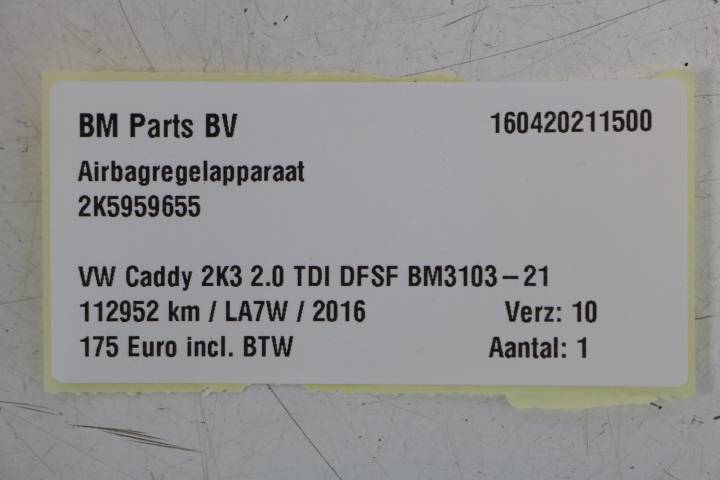 BM Parts BV 160420211500
Airbagregelapparaat
2K5959655
VW Caddy 2K3 2.0 TDI DFSF BM3103-21
112952 km / LA7W / 2016 Verz: 10
175 Euro incl. BTW Aantal: 1